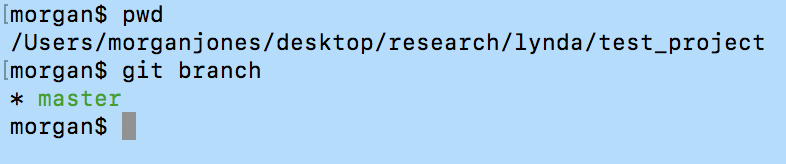 [morgan$ pwd
/Users/morganjones/desktop/research/lynda/test_project
[morgan$ git branch
* master
morgan$